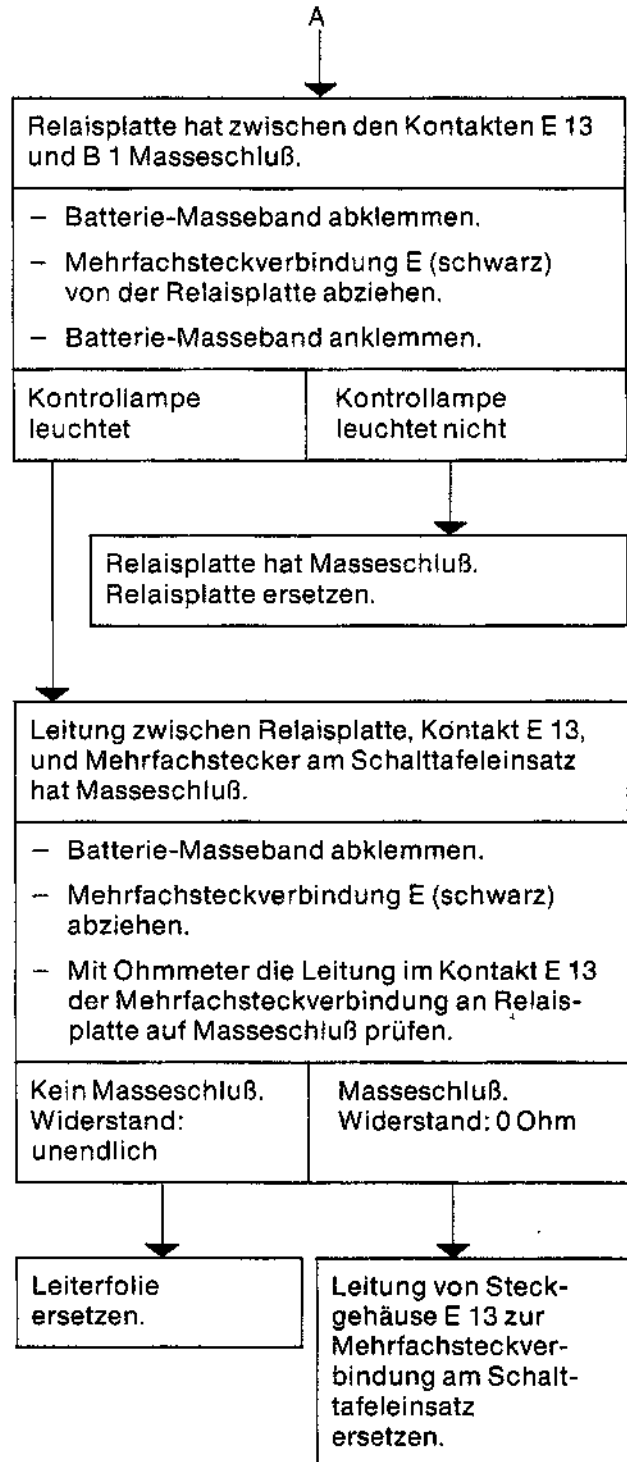 A
Relaisplatte hat zwischen den Kontakten E 13
und B 1 Masseschluß.
– Batterie-Masseband abklemmen.
– Mehrfachsteckverbindung E (schwarz)
von der Relaisplatte abziehen.
– Batterie-Masseband anklemmen.
Kontrollampe
leuchtet
Kontrollampe
leuchtet nicht
Relaisplatte hat Masseschluß.
Relaisplatte ersetzen.
Leitung zwischen Relaisplatte, Kontakt E 13,
und Mehrfachstecker am Schalttafeleinsatz
hat Masseschluß.
– Batterie-Masseband abklemmen.
– Mehrfachsteckverbindung E (schwarz)
abziehen.
– Mit Ohmmeter die Leitung im Kontakt E 13
der Mehrfachsteckverbindung an Relais-
platte auf Masseschluß prüfen.
Kein Masseschluß.
Widerstand:
unendlich
Masseschluß.
Widerstand: 0 Ohm
Leiterfolie
ersetzen.
Leitung von Steck-
gehäuse E 13 zur
Mehrfachsteckver-
bindung am Schalt-
tafeleinsatz
ersetzen.